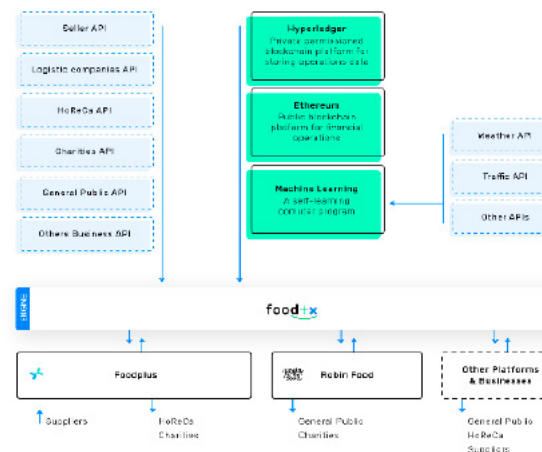 Seller API
Logistic companies API
HoReCa API
Charities API
General Public API
Others Business API
Hyperledger
Private permissioned
blockchain platform for
storing operations data
Ethereum
Public blockchain
platform for financial
operations
Machine Learning
A self-learning
comuter program
Weather API
Traffic API
Other APIs
ENGINE
foodtx
Foodplus
Robin Food
Other Platforms
& Businesses
Suppliers
HoReCa
Charities
General Public
Charities
General Public
HoReCa
Suppliers